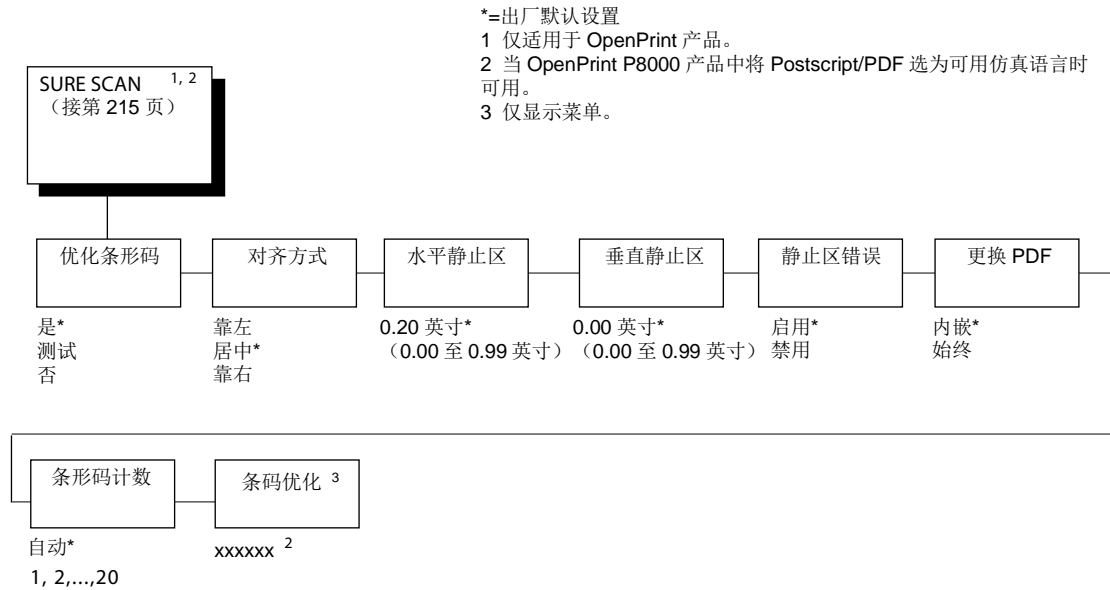 *=出厂默认设置
1 仅适用于 OpenPrint 产品。
2 当 OpenPrint P8000 产品中将 Postscript/PDF 选为可用仿真语言时
可用。
3 仅显示菜单。
SURE SCAN 1, 2
（接第 215 页）
优化条形码
是*
测试
否
对齐方式
靠左
居中*
靠右
水平静止区
0.20 英寸*
（0.00 至 0.99 英寸）
垂直静止区
0.00 英寸*
（0.00 至 0.99 英寸）
静止区错误
启用*
禁用
更换 PDF
内嵌*
始终
条形码计数
自动*
1, 2,...,20
条码优化 3
xxxxxx 2